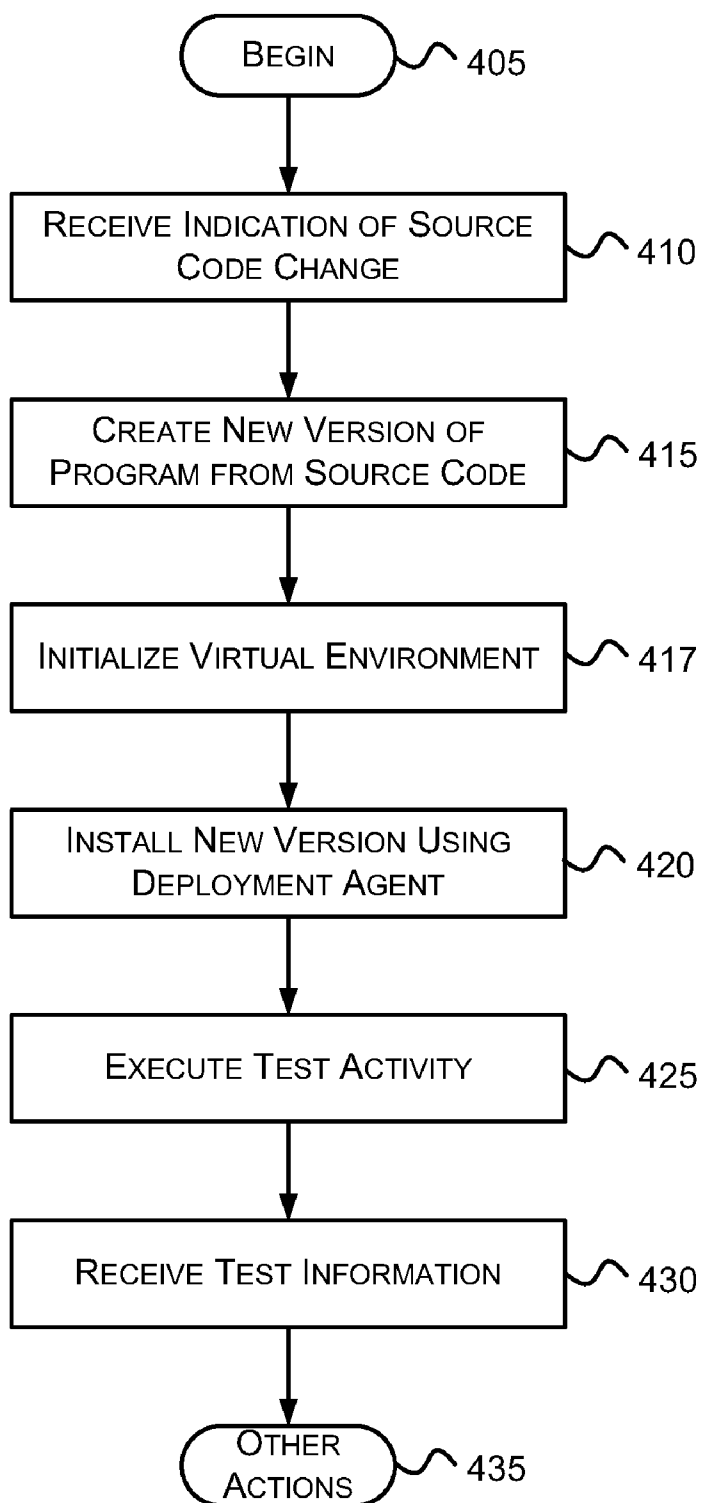 BEGIN
405
RECEIVE INDICATION OF SOURCE
CODE CHANGE
410
CREATE NEW VERSION OF
PROGRAM FROM SOURCE CODE
415
INITIALIZE VIRTUAL ENVIRONMENT
417
INSTALL NEW VERSION USING
DEPLOYMENT AGENT
420
EXECUTE TEST ACTIVITY
425
RECEIVE TEST INFORMATION
430
OTHER
ACTIONS
435